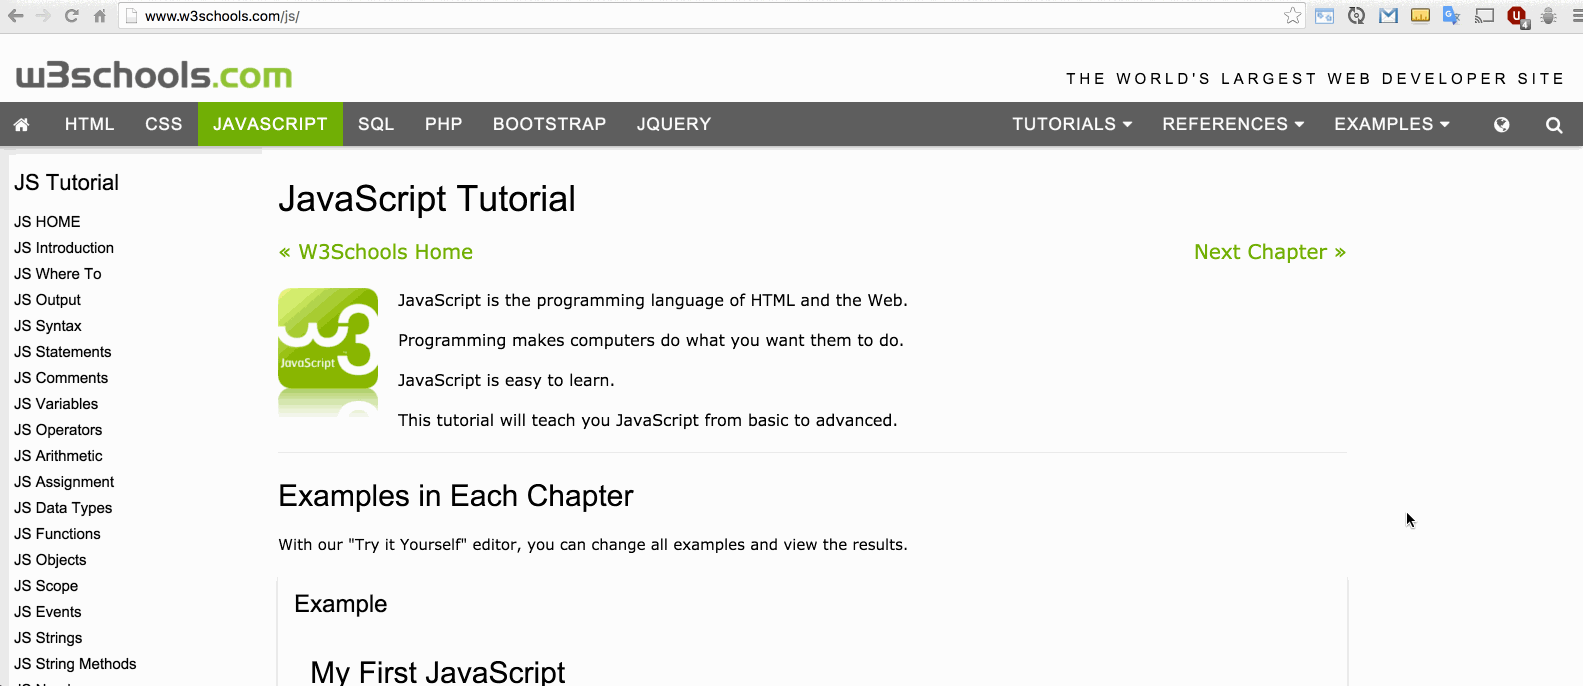 www.w3schools.com/js/
w3schools.com
THE WORLD'S LARGEST WEB DEVELOPER SITE
HTML CSS JAVASCRIPT SQL PHP BOOTSTRAP JQUERY TUTORIALS REFERENCES EXAMPLES
JS Tutorial
JS HOME
JS Introduction
JS Where To
JS Output
JS Syntax
JS Statements
JS Comments
JS Variables
JS Operators
JS Arithmetic
JS Assignment
JS Data Types
JS Functions
JS Objects
JS Scope
JS Events
JS Strings
JS String Methods
JavaScript Tutorial
« W3Schools Home
Next Chapter »
w3
JavaScript
JavaScript is the programming language of HTML and the Web.
Programming makes computers do what you want them to do.
JavaScript is easy to learn.
This tutorial will teach you JavaScript from basic to advanced.
Examples in Each Chapter
With our "Try it Yourself" editor, you can change all examples and view the results.
Example
My First JavaScript